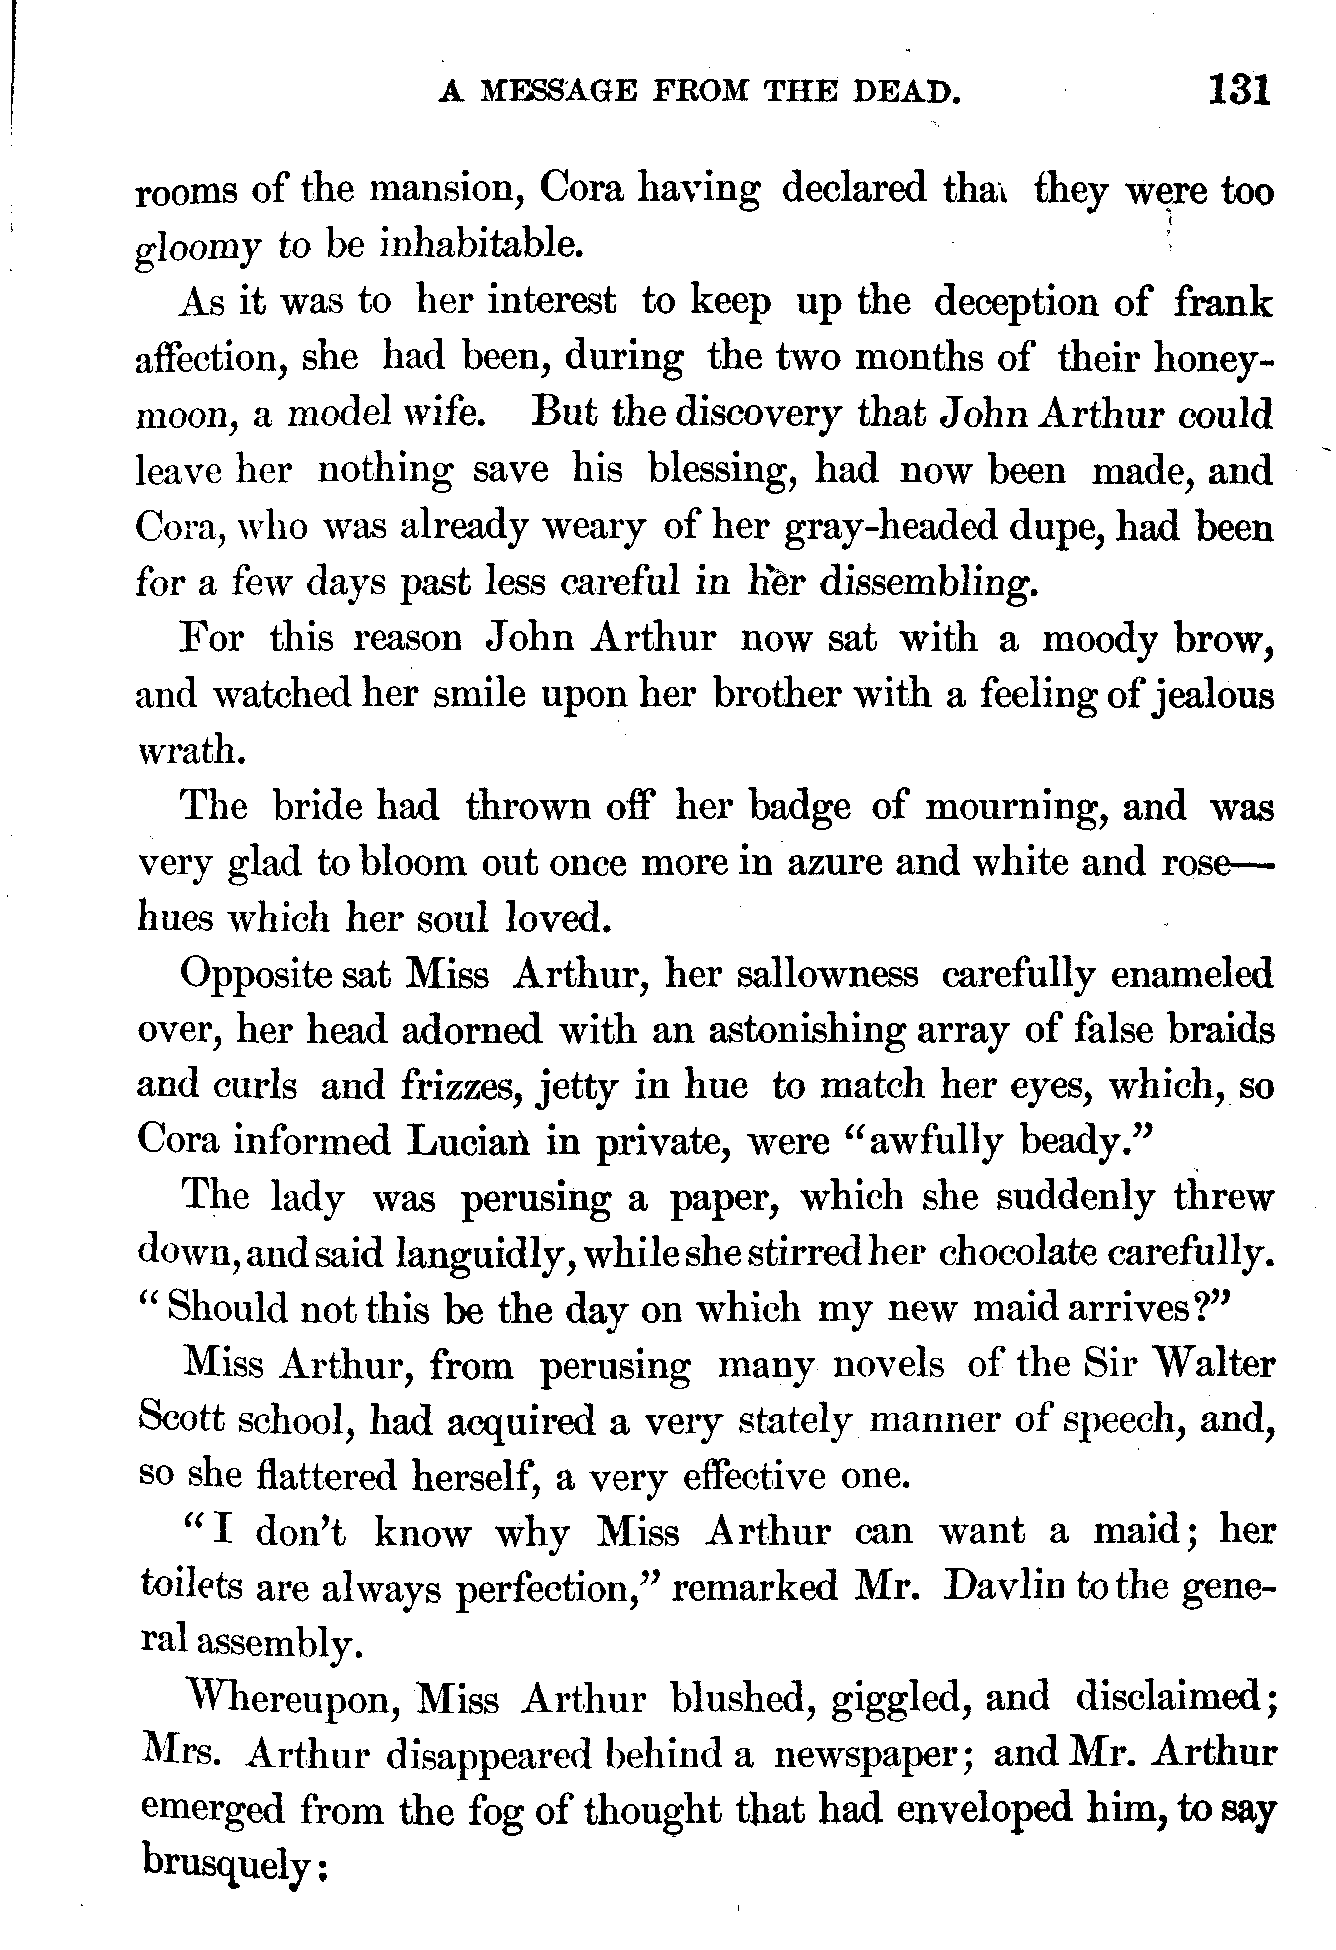 A MESSAGE FROM THE DEAD. 131
rooms of the mansion, Cora having declared that they were too
gloomy to be inhabitable.
As it was to her interest to keep up the deception of frank
affection, she had been, during the two months of their honey-
moon, a model wife. But the discovery that John Arthur could
leave her nothing save his blessing, had now been made, and
Cora, who was already weary of her gray-headed dupe, had been
for a few days past less careful in her dissembling.
For this reason John Arthur now sat with a moody brow,
and watched her smile upon her brother with a feeling of jealous
wrath.
The bride had thrown off her badge of mourning, and was
very glad to bloom out once more in azure and white and rose—
hues which her soul loved.
Opposite sat Miss Arthur, her sallowness carefully enameled
over, her head adorned with an astonishing array of false braids
and curls and frizzes, jetty in hue to match her eyes, which, so
Cora informed Lucian in private, were "awfully beady."
The lady was perusing a paper, which she suddenly threw
down, and said languidly, while she stirred her chocolate carefully.
"Should not this be the day on which my new maid arrives?"
Miss Arthur, from perusing many novels of the Sir Walter
Scott school, had acquired a very stately manner of speech, and,
so she flattered herself, a very effective one.
"I don't know why Miss Arthur can want a maid; her
toilets are always perfection," remarked Mr. Davlin to the gene-
ral assembly.
Whereupon, Miss Arthur blushed, giggled, and disclaimed;
Mrs. Arthur disappeared behind a newspaper; and Mr. Arthur
emerged from the fog of thought that had enveloped him, to say
brusquely: